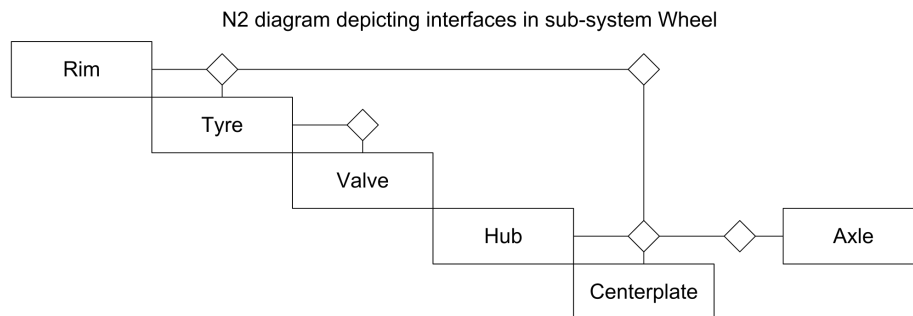 N2 diagram depicting interfaces in sub-system Wheel
Rim
Tyre
Valve
Hub
Axle
Centerplate